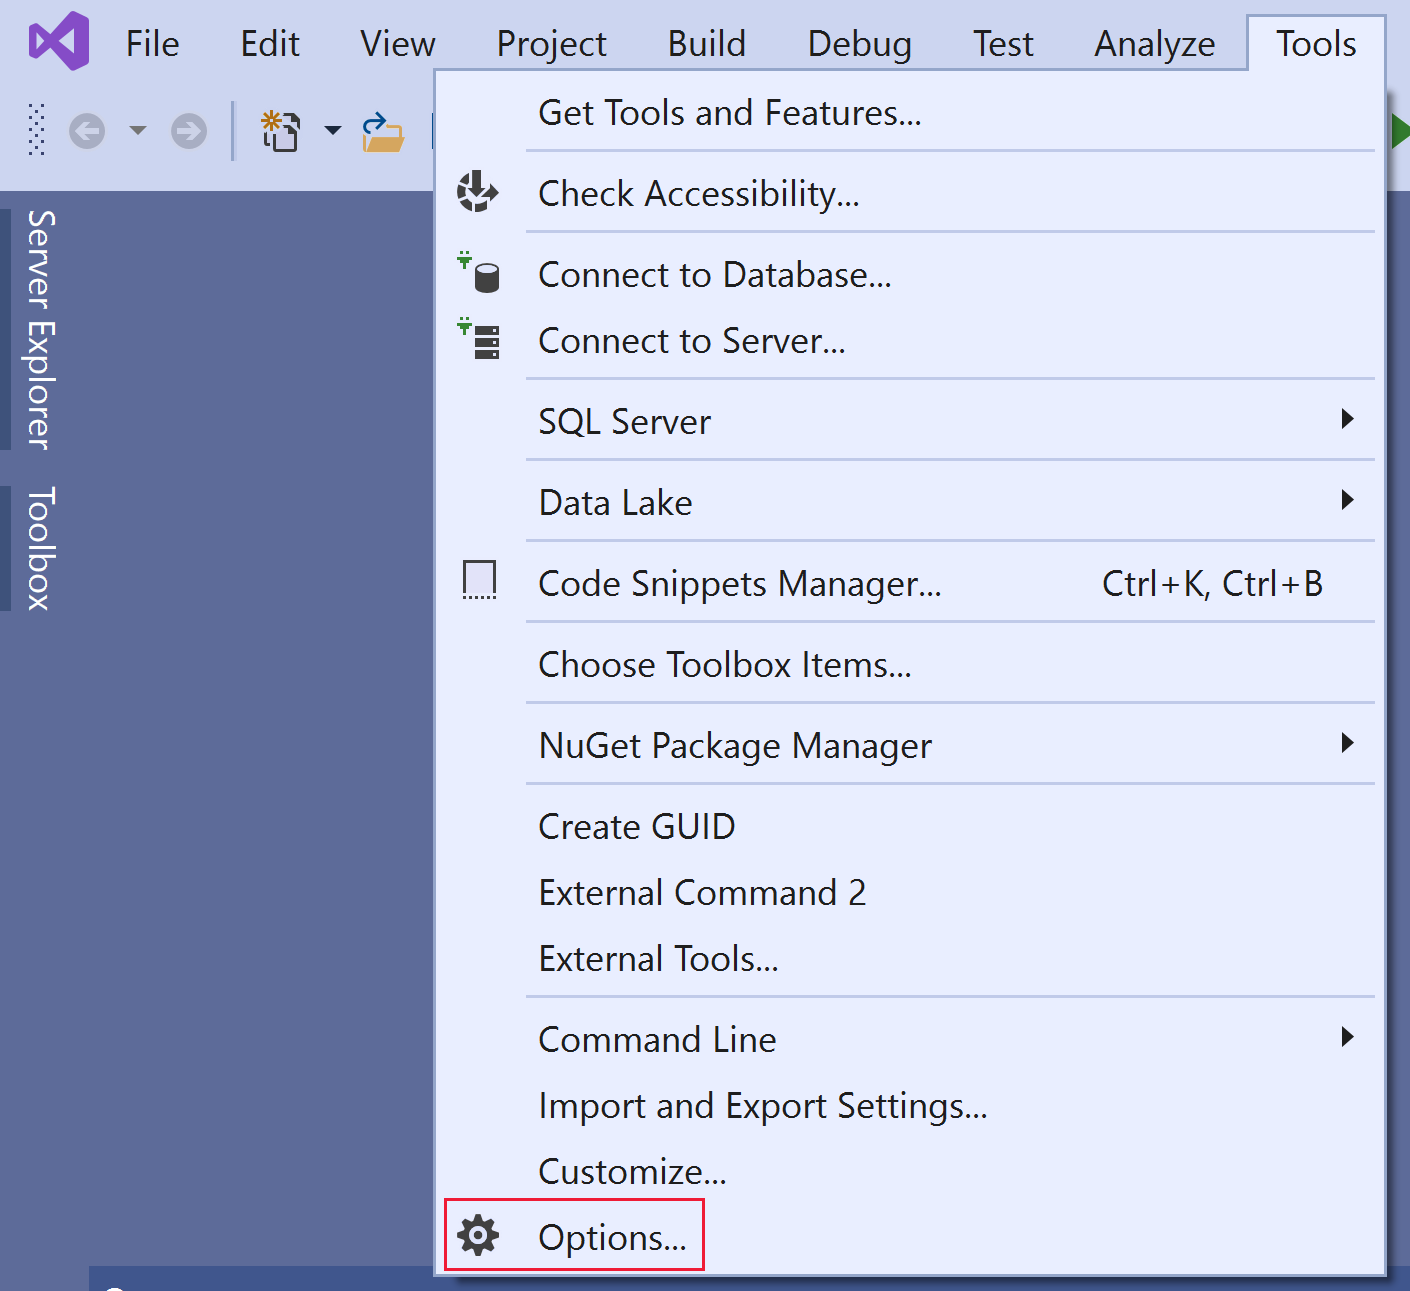 File Edit View Project Build Debug Test Analyze Tools
Get Tools and Features...
Check Accessibility...
Connect to Database...
Connect to Server...
SQL Server
Data Lake
Code Snippets Manager... Ctrl+K, Ctrl+B
Choose Toolbox Items...
NuGet Package Manager
Create GUID
External Command 2
External Tools...
Command Line
Import and Export Settings...
Customize...
Options...
Server Explorer
Toolbox